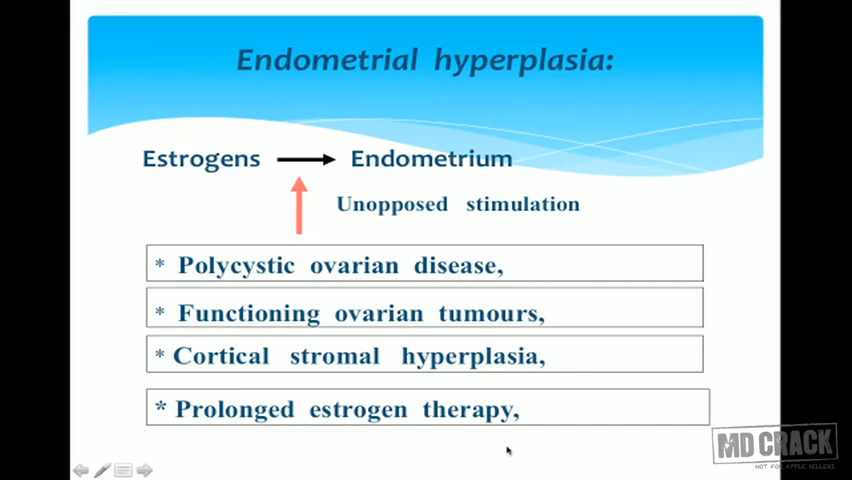 Endometrial hyperplasia:
Estrogens
Endometrium
Unopposed stimulation
* Polycystic ovarian disease,
* Functioning ovarian tumours,
* Cortical stromal hyperplasia,
* Prolonged estrogen therapy,
MD CRACK
NOT FOR APPLE SELLERS